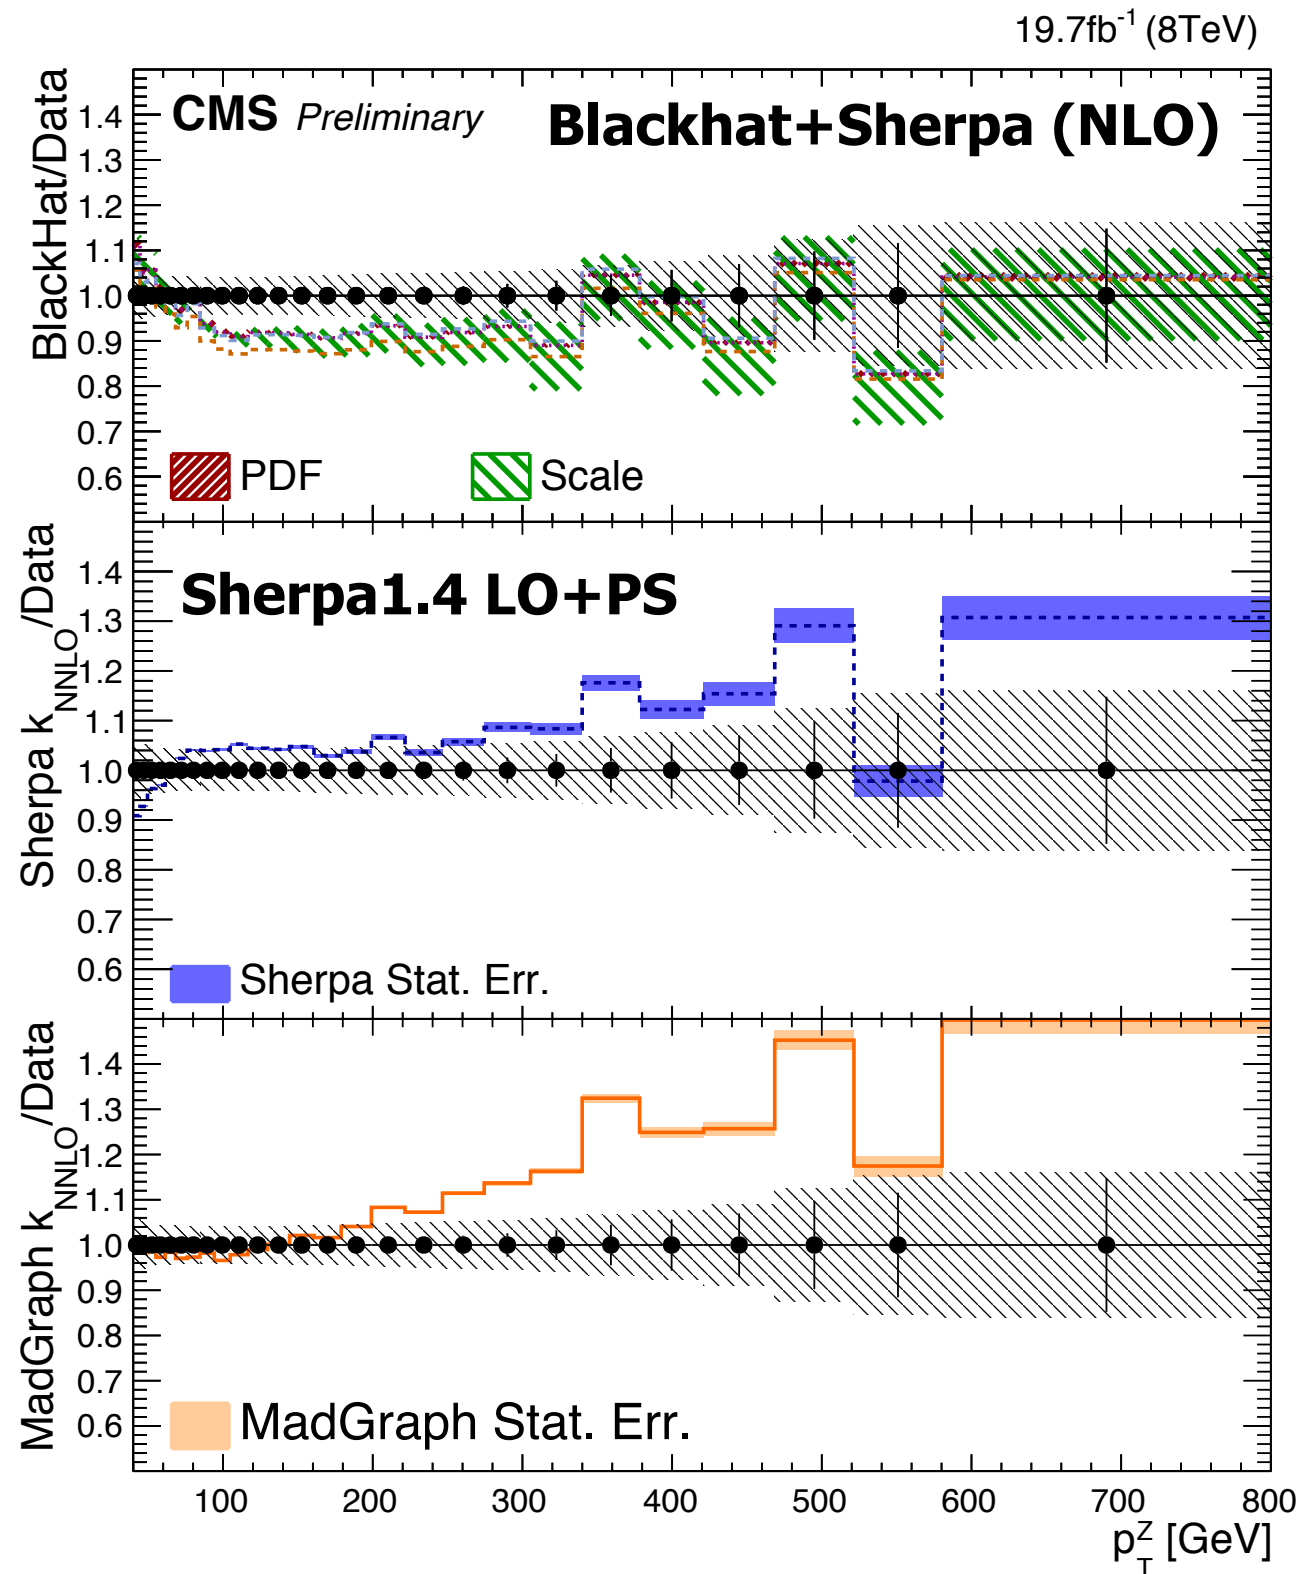 19.7fb⁻¹ (8TeV)
CMS Preliminary
Blackhat+Sherpa (NLO)
BlackHat/Data
1.4
1.3
1.2
1.1
1.0
0.9
0.8
0.7
0.6
PDF
Scale
Sherpa1.4 LO+PS
Sherpa k_NNLO/Data
1.4
1.3
1.2
1.1
1.0
0.9
0.8
0.7
0.6
Sherpa Stat. Err.
MadGraph k_NNLO/Data
1.4
1.3
1.2
1.1
1.0
0.9
0.8
0.7
0.6
MadGraph Stat. Err.
100 200 300 400 500 600 700 800
p_T^Z [GeV]